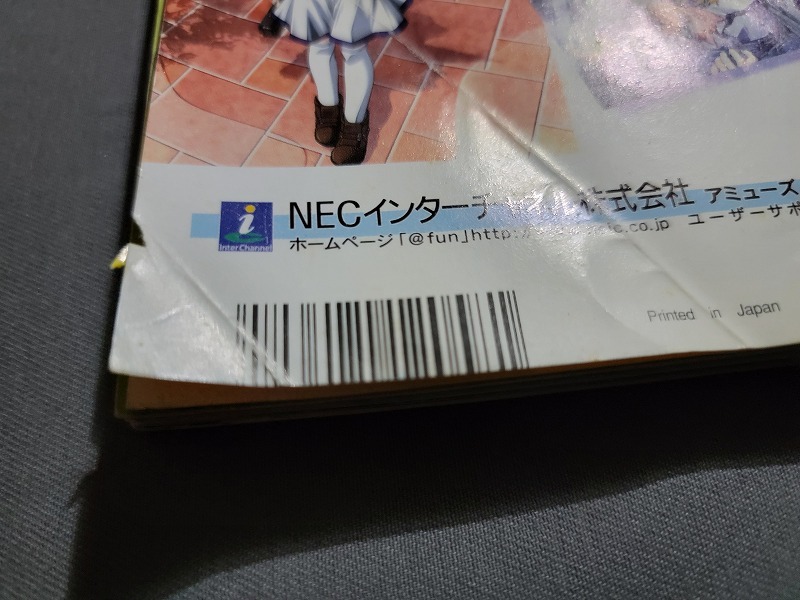 NECインターチャネル株式会社 アミューズ
InterChannel
ホームページ「@fun」http:// ic.co.jp ユーザーサポ
Printed in Japan